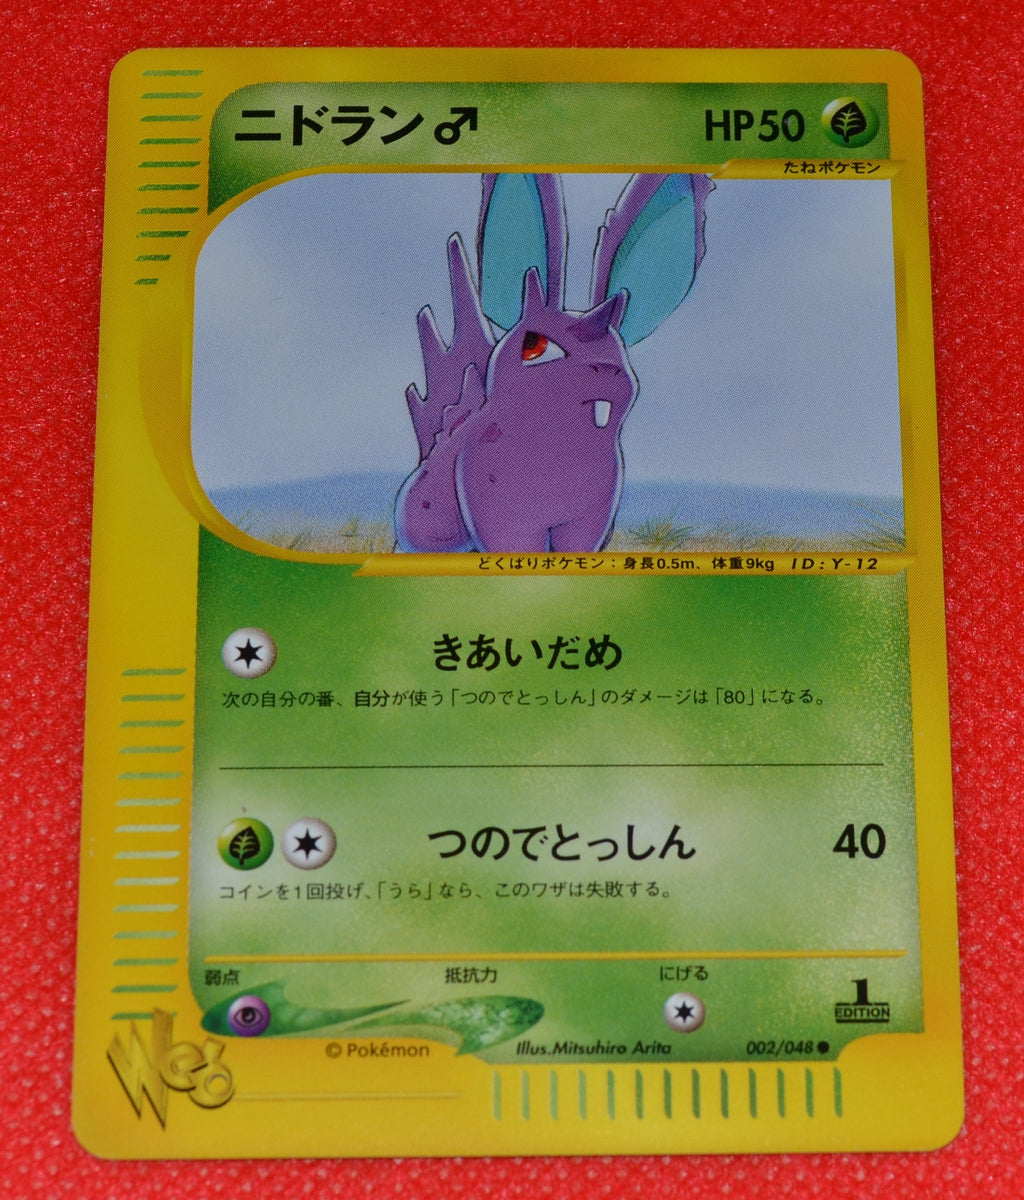 ニドラン♂ HP50
たねポケモン
どくばりポケモン：身長0.5m、体重9kg ID:Y-12
きあいだめ
次の自分の番、自分が使う「つのでとっしん」のダメージは「80」になる。
つのでとっしん 40
コインを1回投げ、「うら」なら、このワザは失敗する。
弱点 抵抗力 にげる
1
EDITION
Web
© Pokémon Illus.Mitsuhiro Arita 002/048 ●